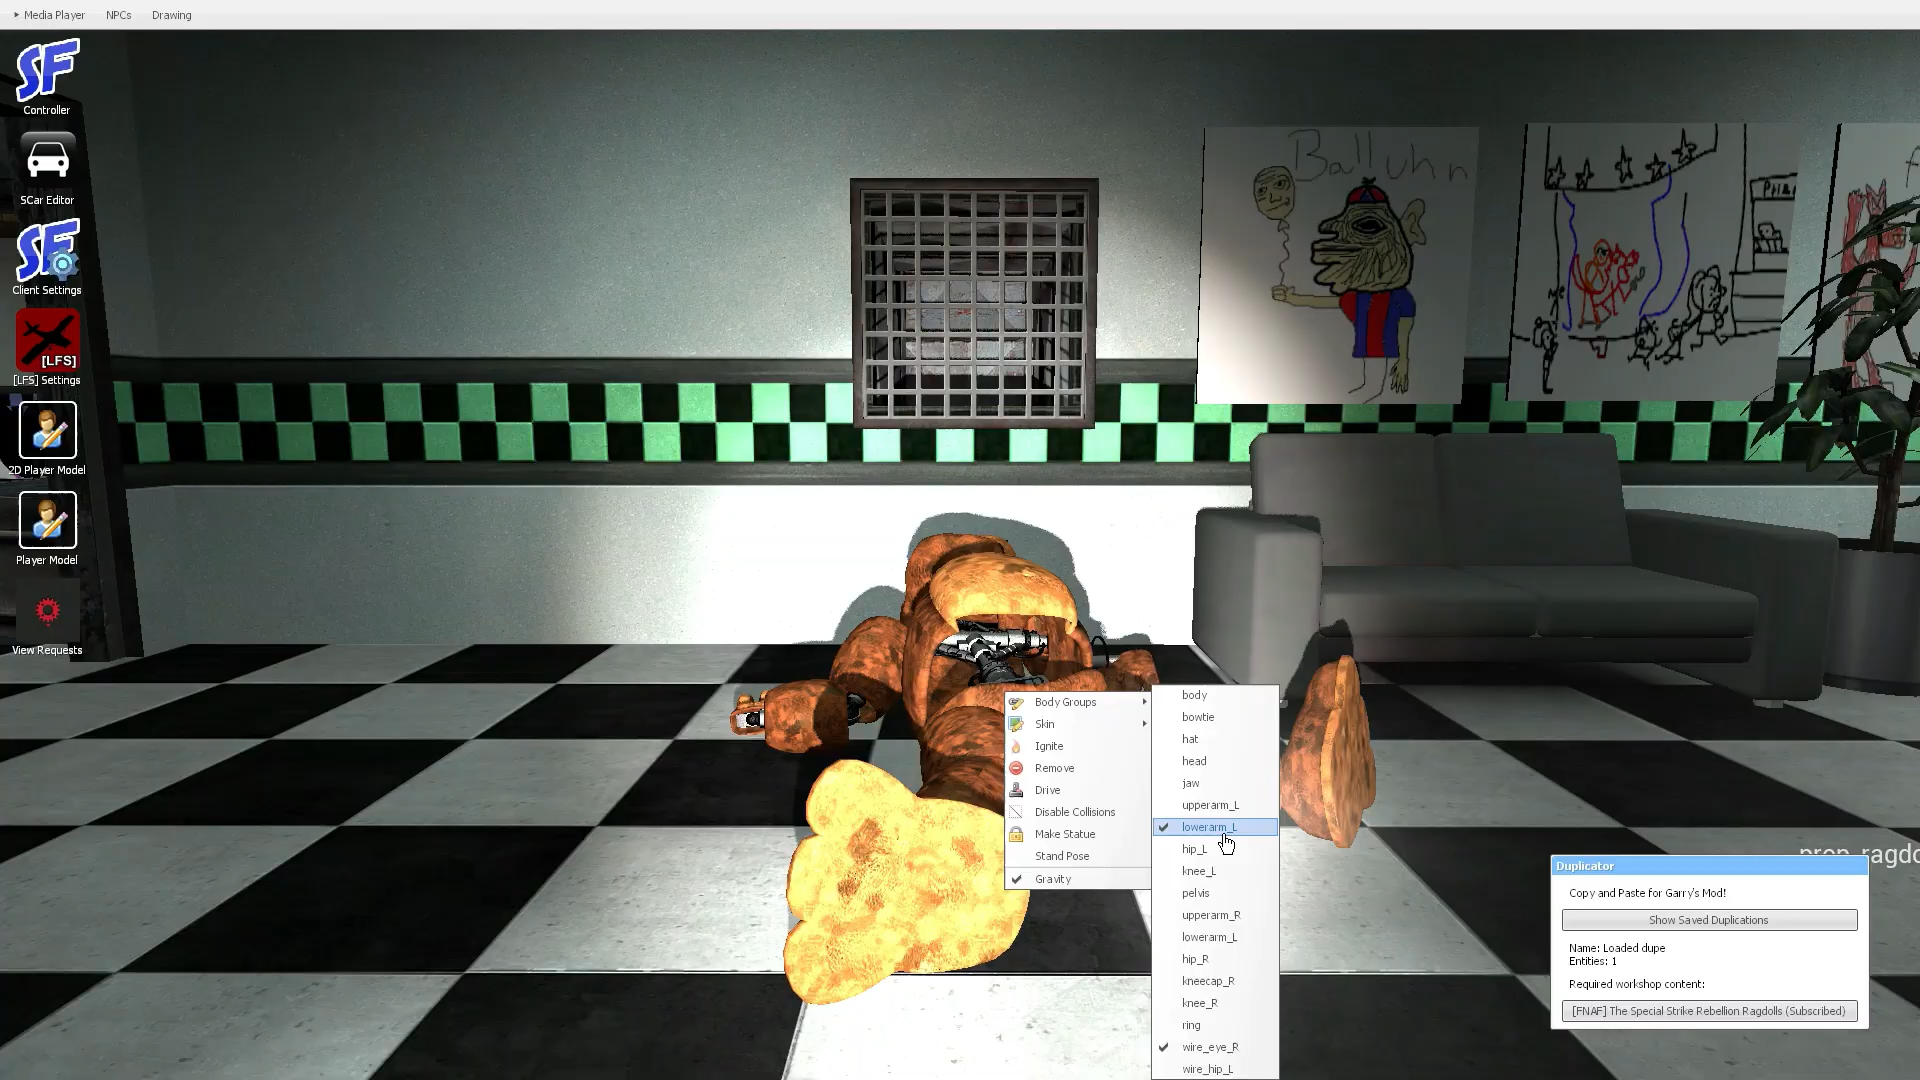 Media Player NPCs Drawing
SF
Controller
SCar Editor
SF
Client Settings
[LFS]
[LFS] Settings
2D Player Model
Player Model
View Requests
Balluhn
Body Groups
Skin
Ignite
Remove
Drive
Disable Collisions
Make Statue
Stand Pose
Gravity
body
bowtie
hat
head
jaw
upperarm_L
lowerarm_L
hip_L
knee_L
pelvis
upperarm_R
lowerarm_L
hip_R
kneecap_R
knee_R
ring
wire_eye_R
wire_hip_L
Duplicator
Copy and Paste for Garry's Mod!
Show Saved Duplications
Name: Loaded dupe
Entities: 1
Required workshop content:
[FNAF] The Special Strike Rebellion Ragdolls (Subscribed)